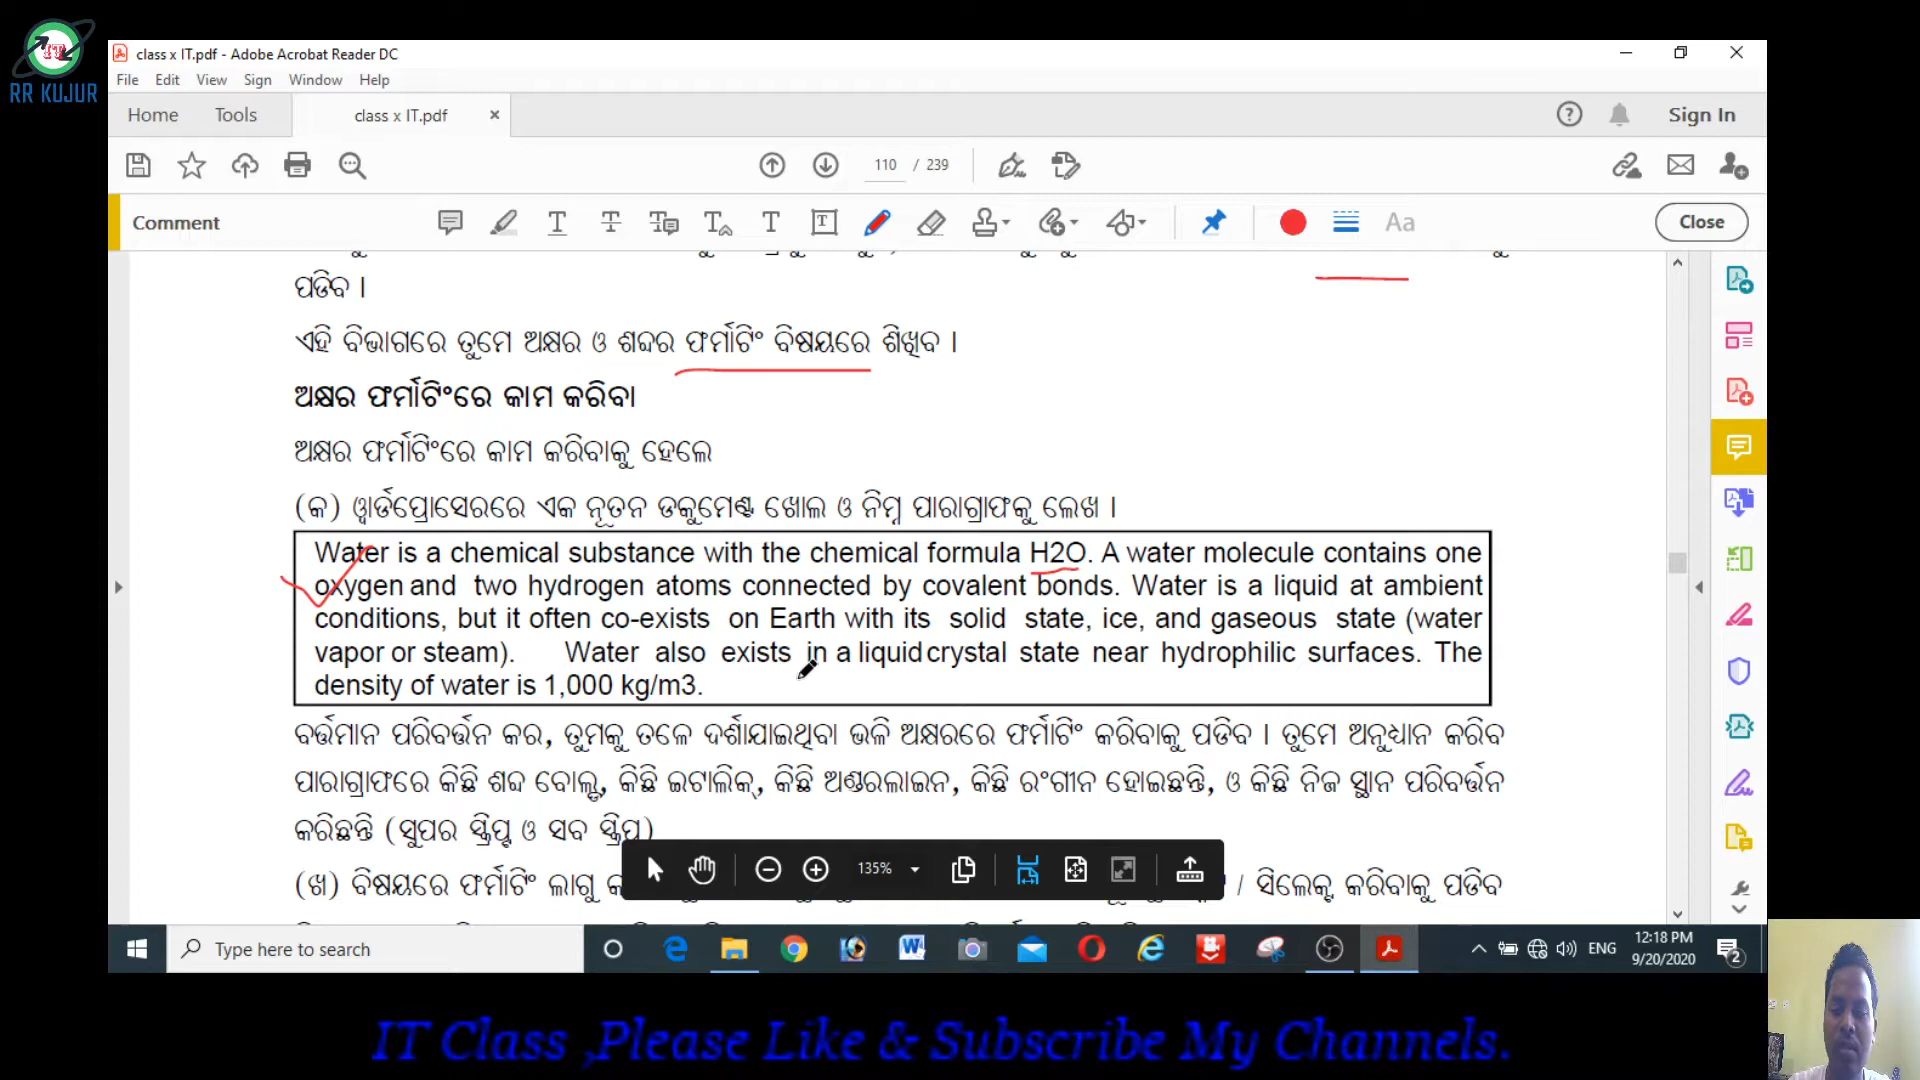 IT
RR KUJUR
class x IT.pdf - Adobe Acrobat Reader DC
File Edit View Sign Window Help
Home Tools class x IT.pdf Sign In
110 / 239
Comment Aa Close
ପଡିବ ।
ଏହି ବିଭାଗରେ ତୁମେ ଅକ୍ଷର ଓ ଶବ୍ଦର ଫର୍ମାଟିଂ ବିଷୟରେ ଶିଖିବ ।
ଅକ୍ଷର ଫର୍ମାଟିଂରେ କାମ କରିବା
ଅକ୍ଷର ଫର୍ମାଟିଂରେ କାମ କରିବାକୁ ହେଲେ
(କ) ୱାର୍ଡପ୍ରୋସେରରେ ଏକ ନୂତନ ଡକୁମେଣ୍ଟ ଖୋଲ ଓ ନିମ୍ନ ପାରାଗ୍ରାଫକୁ ଲେଖ ।
Water is a chemical substance with the chemical formula H2O. A water molecule contains one
oxygen and two hydrogen atoms connected by covalent bonds. Water is a liquid at ambient
conditions, but it often co-exists on Earth with its solid state, ice, and gaseous state (water
vapor or steam). Water also exists in a liquid crystal state near hydrophilic surfaces. The
density of water is 1,000 kg/m3.
ବର୍ତ୍ତମାନ ପରିବର୍ତ୍ତନ କର, ତୁମକୁ ତଳେ ଦର୍ଶାଯାଇଥିବା ଭଳି ଅକ୍ଷରରେ ଫର୍ମାଟିଂ କରିବାକୁ ପଡିବ । ତୁମେ ଅନୁଧ୍ୟାନ କରିବ
ପାରାଗ୍ରାଫରେ କିଛି ଶବ୍ଦ ବୋଲ୍ଡ, କିଛି ଇଟାଲିକ୍, କିଛି ଅଣ୍ଡରଲାଇନ, କିଛି ରଂଗୀନ ହୋଇଛନ୍ତି, ଓ କିଛି ନିଜ ସ୍ଥାନ ପରିବର୍ତ୍ତନ
କରିଛନ୍ତି (ସୁପର ସ୍କ୍ରିପ୍ଟ ଓ ସବ ସ୍କ୍ରିପ୍)
(ଖ) ବିଷୟରେ ଫର୍ମାଟିଂ ଲାଗୁ / ସିଲେକ୍ଟ କରିବାକୁ ପଡିବ
135%
Type here to search
ENG 12:18 PM
9/20/2020
2
IT Class ,Please Like & Subscribe My Channels.